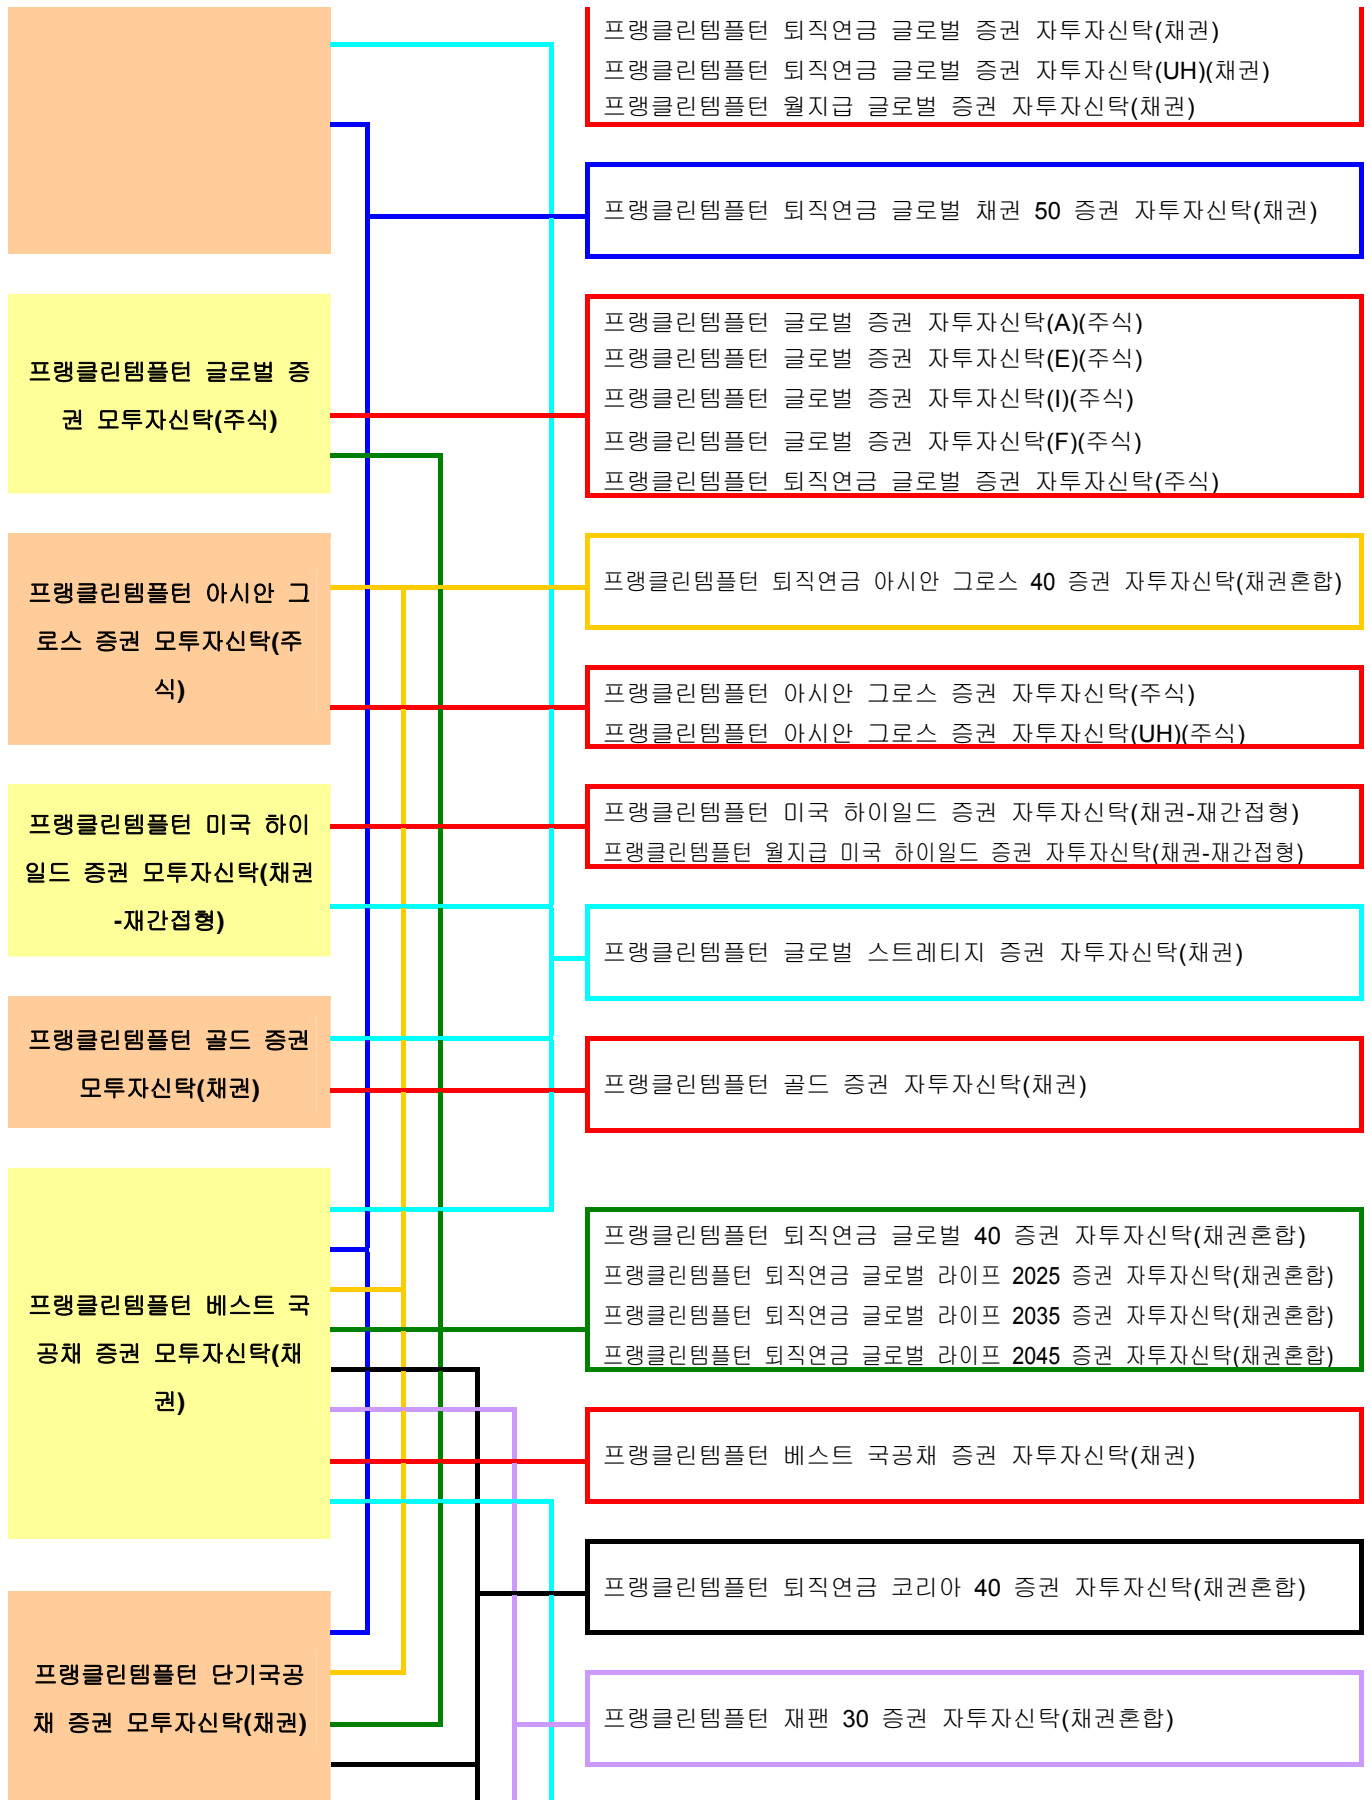 프랭클린템플턴 퇴직연금 글로벌 증권 자투자신탁(채권)
프랭클린템플턴 퇴직연금 글로벌 증권 자투자신탁(UH)(채권)
프랭클린템플턴 월지급 글로벌 증권 자투자신탁(채권)
프랭클린템플턴 퇴직연금 글로벌 채권 50 증권 자투자신탁(채권)
프랭클린템플턴 글로벌 증
권 모투자신탁(주식)
프랭클린템플턴 글로벌 증권 자투자신탁(A)(주식)
프랭클린템플턴 글로벌 증권 자투자신탁(E)(주식)
프랭클린템플턴 글로벌 증권 자투자신탁(I)(주식)
프랭클린템플턴 글로벌 증권 자투자신탁(F)(주식)
프랭클린템플턴 퇴직연금 글로벌 증권 자투자신탁(주식)
프랭클린템플턴 아시안 그
로스 증권 모투자신탁(주
식)
프랭클린템플턴 퇴직연금 아시안 그로스 40 증권 자투자신탁(채권혼합)
프랭클린템플턴 아시안 그로스 증권 자투자신탁(주식)
프랭클린템플턴 아시안 그로스 증권 자투자신탁(UH)(주식)
프랭클린템플턴 미국 하이
일드 증권 모투자신탁(채권
-재간접형)
프랭클린템플턴 미국 하이일드 증권 자투자신탁(채권-재간접형)
프랭클린템플턴 월지급 미국 하이일드 증권 자투자신탁(채권-재간접형)
프랭클린템플턴 글로벌 스트레티지 증권 자투자신탁(채권)
프랭클린템플턴 골드 증권
모투자신탁(채권)
프랭클린템플턴 골드 증권 자투자신탁(채권)
프랭클린템플턴 베스트 국
공채 증권 모투자신탁(채
권)
프랭클린템플턴 퇴직연금 글로벌 40 증권 자투자신탁(채권혼합)
프랭클린템플턴 퇴직연금 글로벌 라이프 2025 증권 자투자신탁(채권혼합)
프랭클린템플턴 퇴직연금 글로벌 라이프 2035 증권 자투자신탁(채권혼합)
프랭클린템플턴 퇴직연금 글로벌 라이프 2045 증권 자투자신탁(채권혼합)
프랭클린템플턴 베스트 국공채 증권 자투자신탁(채권)
프랭클린템플턴 퇴직연금 코리아 40 증권 자투자신탁(채권혼합)
프랭클린템플턴 단기국공
채 증권 모투자신탁(채권)
프랭클린템플턴 재팬 30 증권 자투자신탁(채권혼합)